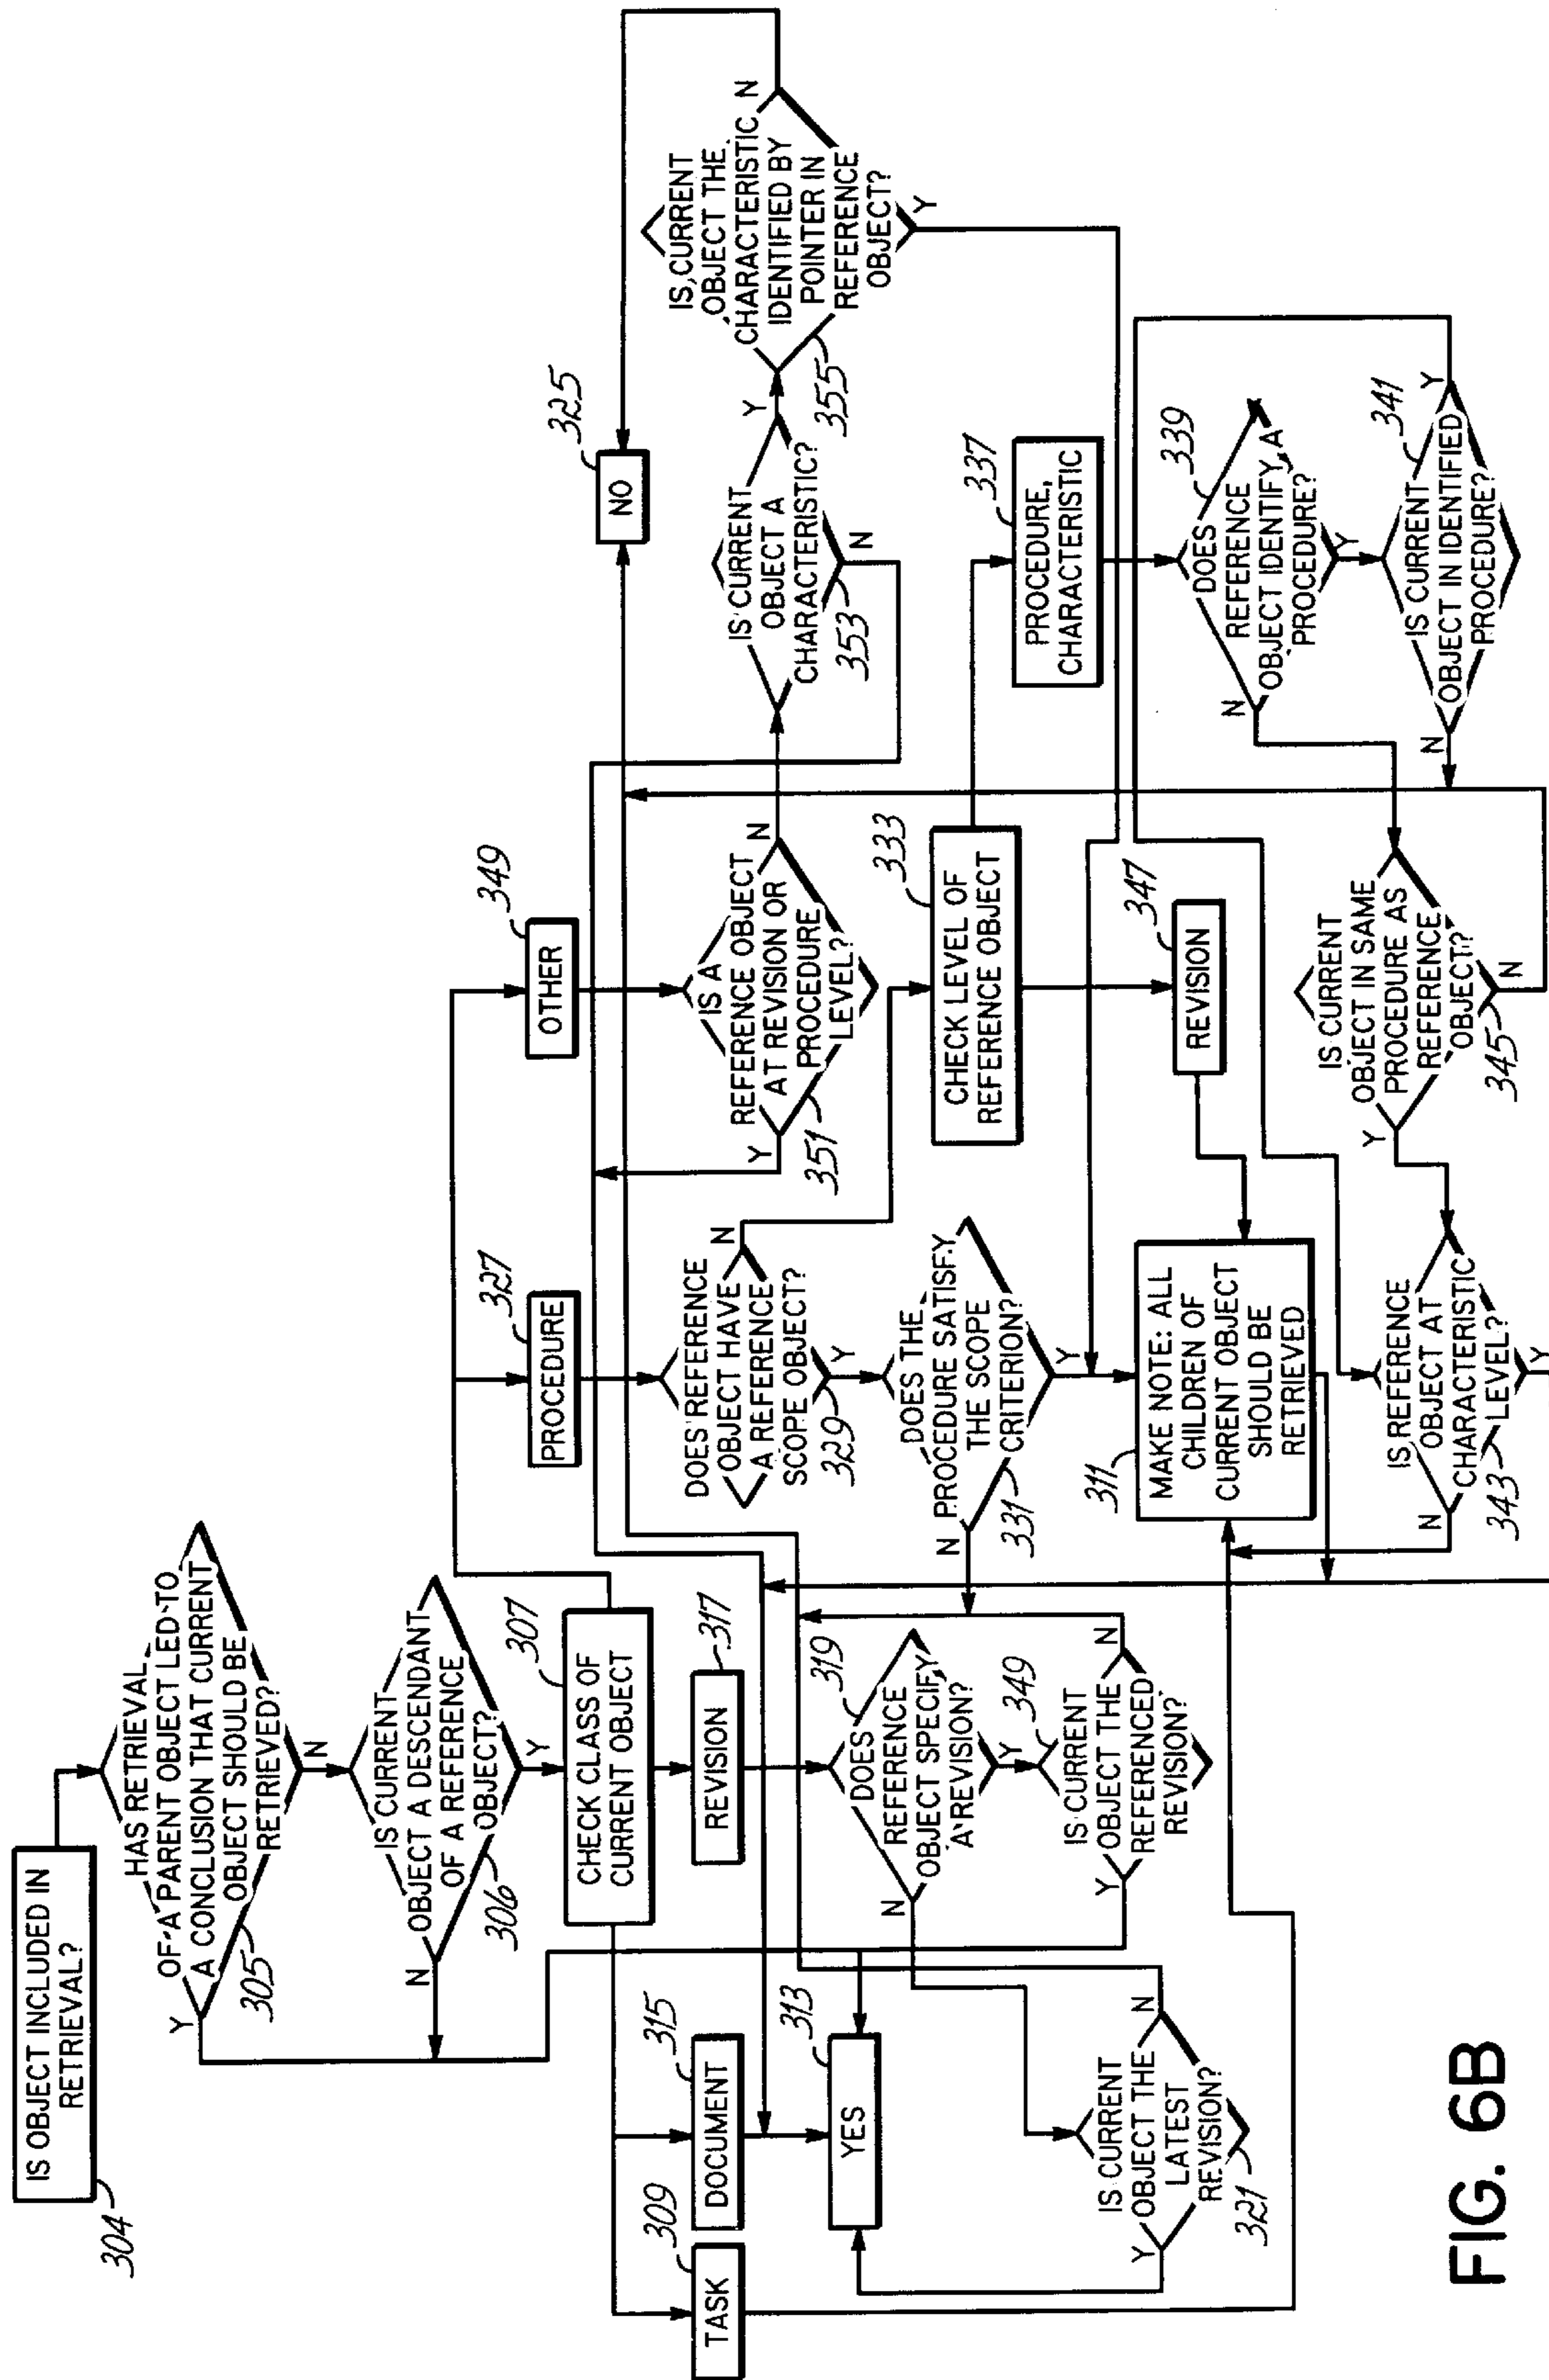 IS OBJECT INCLUDED IN
RETRIEVAL?
304
HAS RETRIEVAL
OF A PARENT OBJECT LED TO
A CONCLUSION THAT CURRENT
OBJECT SHOULD BE
RETRIEVED?
Y
305
N
IS CURRENT
OBJECT A DESCENDANT
OF A REFERENCE
OBJECT?
N
306
Y
CHECK CLASS OF
CURRENT OBJECT
307
TASK
309
DOCUMENT
315
REVISION
317
PROCEDURE
327
OTHER
349
YES
313
NO
325
DOES
REFERENCE
OBJECT SPECIFY
A REVISION?
319
N
Y
IS CURRENT
OBJECT THE
REFERENCED
REVISION?
349
Y
N
IS CURRENT
OBJECT THE
LATEST
REVISION?
321
Y
N
DOES REFERENCE
OBJECT HAVE
A REFERENCE
SCOPE OBJECT?
329
N
Y
DOES THE
PROCEDURE SATISFY
THE SCOPE
CRITERION?
331
N
Y
MAKE NOTE: ALL
CHILDREN OF
CURRENT OBJECT
SHOULD BE
RETRIEVED
311
IS REFERENCE
OBJECT AT
CHARACTERISTIC
LEVEL?
343
N
Y
IS A
REFERENCE OBJECT
AT REVISION OR
PROCEDURE
LEVEL?
351
Y
N
CHECK LEVEL OF
REFERENCE OBJECT
333
REVISION
347
IS CURRENT
OBJECT IN SAME
PROCEDURE AS
REFERENCE
OBJECT?
345
Y
N
IS CURRENT
OBJECT A
CHARACTERISTIC?
353
Y
N
IS CURRENT
OBJECT THE
CHARACTERISTIC
IDENTIFIED BY
POINTER IN
REFERENCE
OBJECT?
355
N
Y
PROCEDURE,
CHARACTERISTIC
337
DOES
REFERENCE
OBJECT IDENTIFY A
PROCEDURE?
339
N
Y
IS CURRENT
OBJECT IN IDENTIFIED
PROCEDURE?
341
N
Y
FIG. 6B